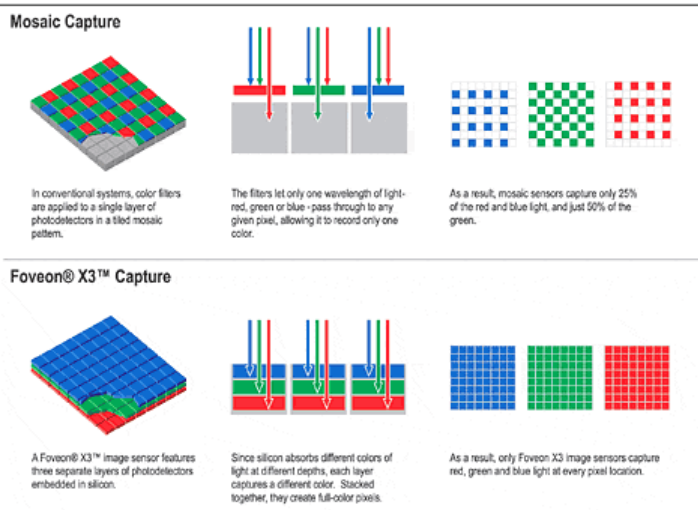 Mosaic Capture
In conventional systems, color filters
are applied to a single layer of
photodetectors in a tiled mosaic
pattern.
The filters let only one wavelength of light-
red, green or blue - pass through to any
given pixel, allowing it to record only one
color.
As a result, mosaic sensors capture only 25%
of the red and blue light, and just 50% of the
green.
Foveon® X3™ Capture
A Foveon® X3™ image sensor features
three separate layers of photodetectors
embedded in silicon.
Since silicon absorbs different colors of
light at different depths, each layer
captures a different color. Stacked
together, they create full-color pixels.
As a result, only Foveon X3 image sensors capture
red, green and blue light at every pixel location.